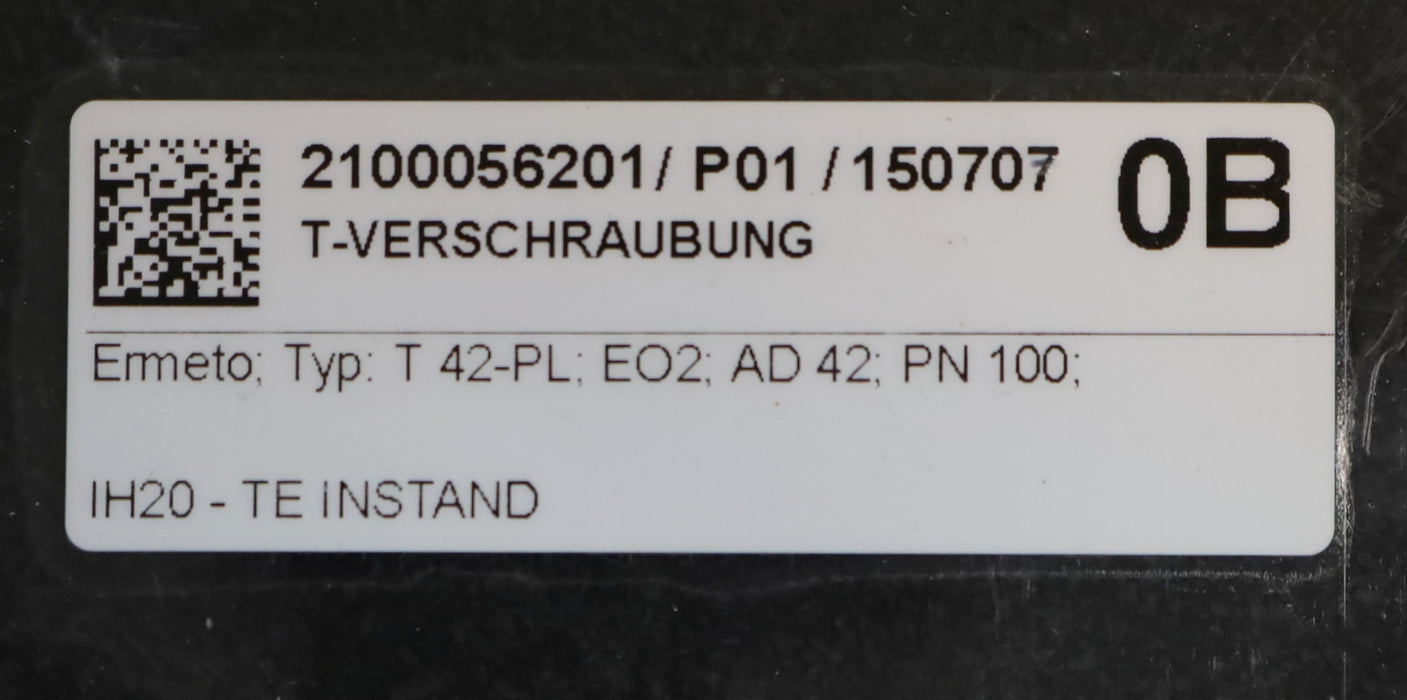 2100056201/ P01 / 150707 0B
T-VERSCHRAUBUNG
Ermeto; Typ: T 42-PL; EO2; AD 42; PN 100;
IH20 - TE INSTAND